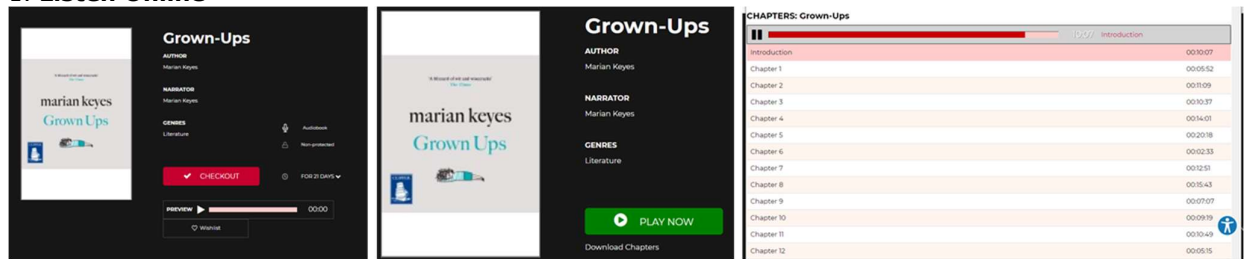 Grown-Ups
AUTHOR
Marian Keyes
NARRATOR
Marian Keyes
GENRES
Literature
Audiobook
Non-protected
CHECKOUT
FOR 21 DAYS
PREVIEW 00:00
Wishlist
marian keyes
Grown Ups
Grown-Ups
AUTHOR
Marian Keyes
NARRATOR
Marian Keyes
GENRES
Literature
PLAY NOW
Download Chapters
marian keyes
Grown Ups
CHAPTERS: Grown-Ups
Introduction
Introduction 00:10:07
Chapter 1 00:05:52
Chapter 2 00:11:09
Chapter 3 00:10:37
Chapter 4 00:14:01
Chapter 5 00:20:18
Chapter 6 00:02:33
Chapter 7 00:12:51
Chapter 8 00:15:43
Chapter 9 00:07:07
Chapter 10 00:09:19
Chapter 11 00:10:49
Chapter 12 00:05:15